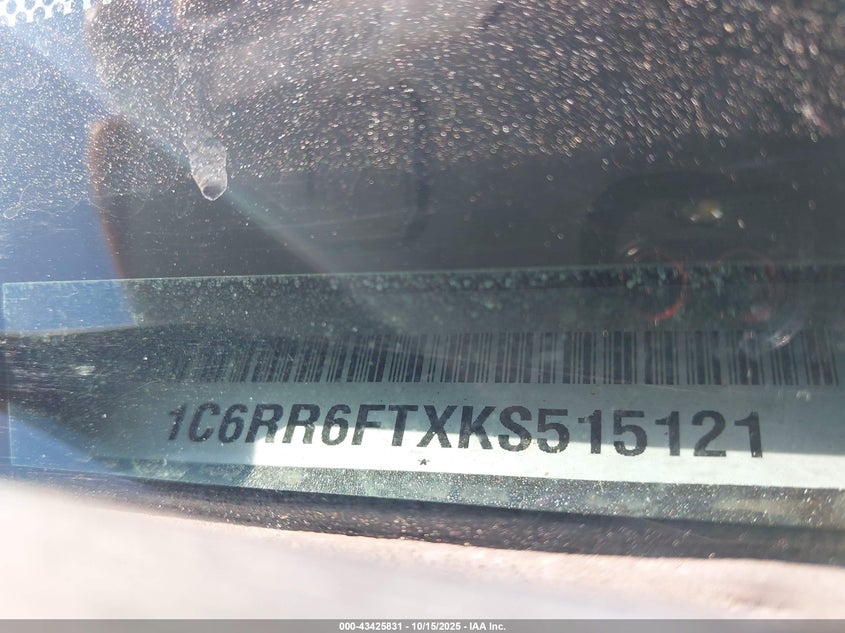 1C6RR6FTXKS515121
*
000-43425831 - 10/15/2025 - IAA Inc.